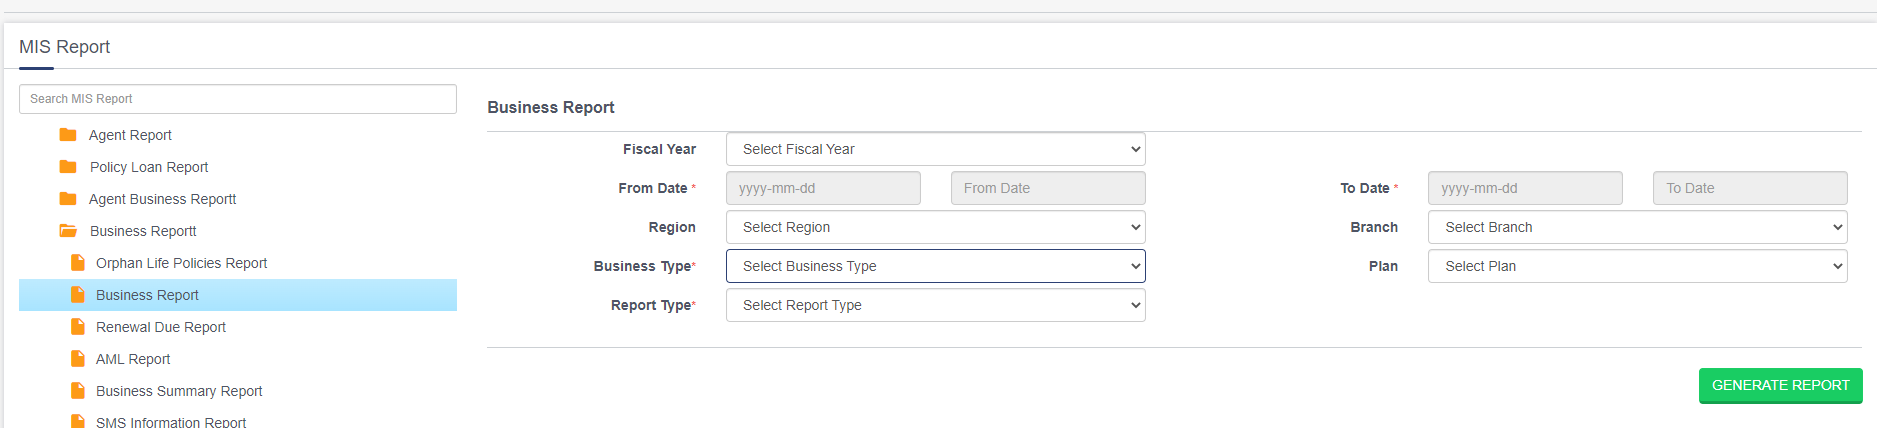 MIS Report
Search MIS Report
Agent Report
Policy Loan Report
Agent Business Reportt
Business Reportt
Orphan Life Policies Report
Business Report
Renewal Due Report
AML Report
Business Summary Report
SMS Information Report
Business Report
Fiscal Year Select Fiscal Year
From Date * yyyy-mm-dd From Date To Date * yyyy-mm-dd To Date
Region Select Region Branch Select Branch
Business Type* Select Business Type Plan Select Plan
Report Type* Select Report Type
GENERATE REPORT